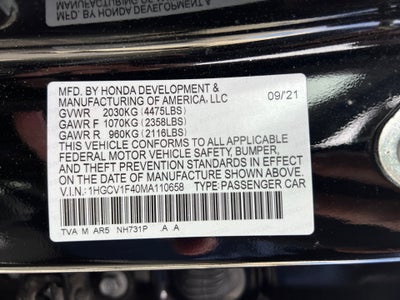 MFD. BY HONDA DEVELOPMENT &
MANUFACTURING OF AMERICA, LLC 09/21
GVWR 2030KG (4475LBS)
GAWR F 1070KG (2358LBS)
GAWR R 960KG (2116LBS)
THIS VEHICLE CONFORMS TO ALL APPLICABLE
FEDERAL MOTOR VEHICLE SAFETY, BUMPER,
AND THEFT PREVENTION STANDARDS IN EFFECT
ON THE DATE OF MANUFACTURE SHOWN ABOVE.
V.I.N.: 1HGCV1F40MA110658 TYPE: PASSENGER CAR
TVA M AR5 NH731P .A .A